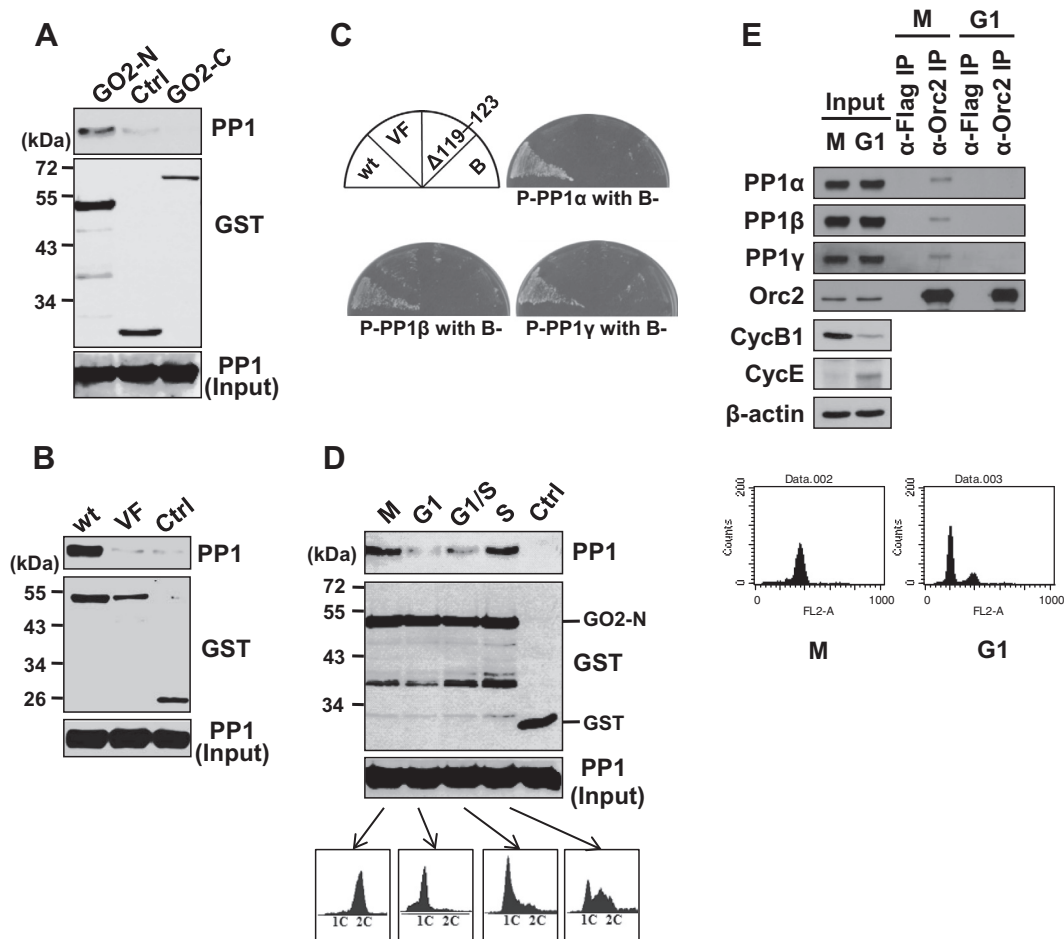 A
GO2-N
Ctrl
GO2-C
(kDa)
PP1
72
55
43
34
GST
PP1
(Input)
B
wt
VF
Ctrl
(kDa)
PP1
55
43
34
26
GST
PP1
(Input)
C
wt
VF
Δ119–123
B
P-PP1α with B-
P-PP1β with B-
P-PP1γ with B-
D
M
G1
G1/S
S
Ctrl
(kDa)
PP1
72
55
43
34
GO2-N
GST
GST
PP1
(Input)
1C 2C
1C 2C
1C 2C
1C 2C
E
M
G1
Input
M G1
α-Flag IP
α-Orc2 IP
α-Flag IP
α-Orc2 IP
PP1α
PP1β
PP1γ
Orc2
CycB1
CycE
β-actin
Data.002
200
Counts
0
0
1000
FL2-A
M
Data.003
200
Counts
0
0
1000
FL2-A
G1